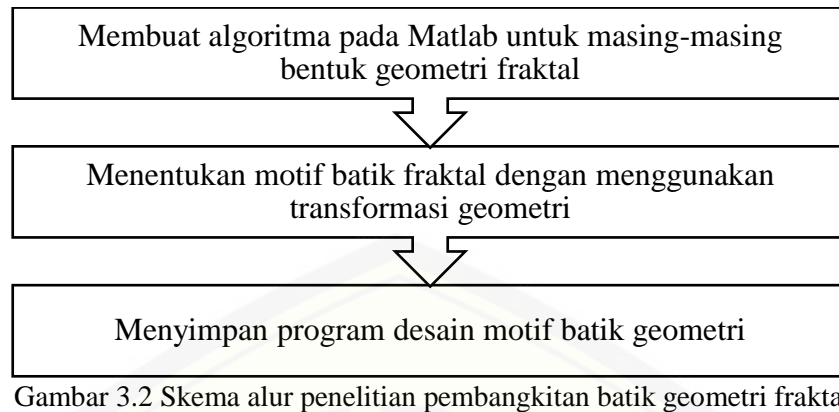 Membuat algoritma pada Matlab untuk masing-masing
bentuk geometri fraktal
Menentukan motif batik fraktal dengan menggunakan
transformasi geometri
Menyimpan program desain motif batik geometri
Gambar 3.2 Skema alur penelitian pembangkitan batik geometri frakta